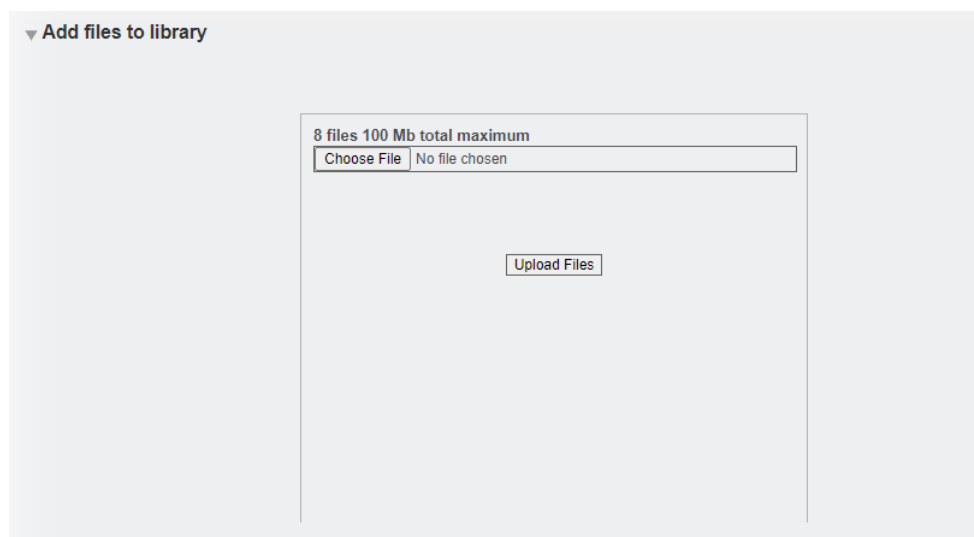 Add files to library
8 files 100 Mb total maximum
Choose File No file chosen
Upload Files